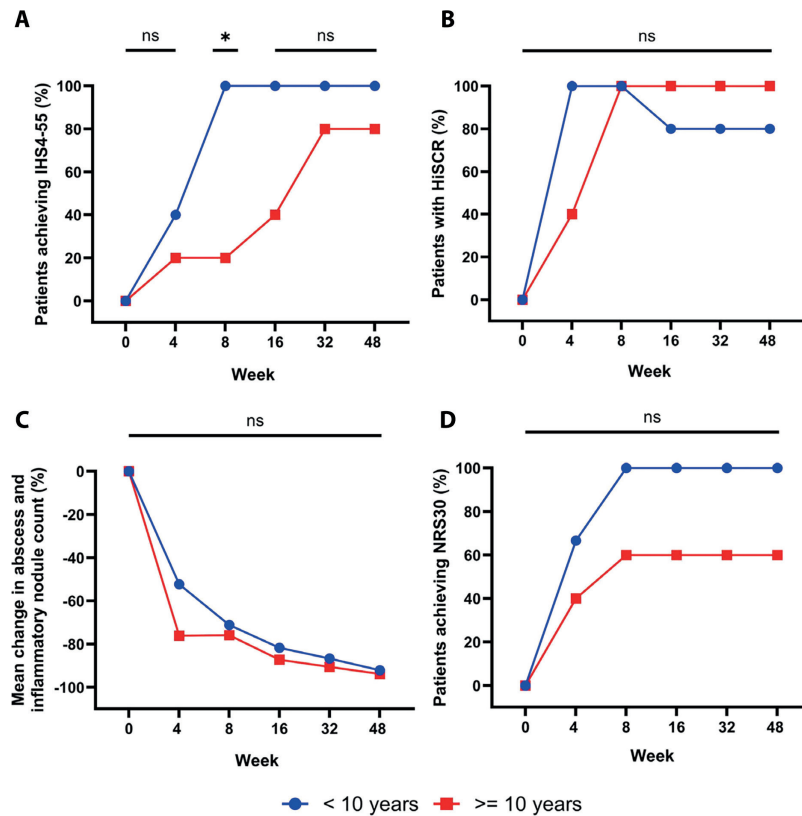 A
ns
*
ns
Patients achieving IHS4-55 (%)
100
80
60
40
20
0
0 4 8 16 32 48
Week
B
ns
Patients with HiSCR (%)
100
80
60
40
20
0
0 4 8 16 32 48
Week
C
ns
Mean change in abscess and
inflammatory nodule count (%)
0
-20
-40
-60
-80
-100
0 4 8 16 32 48
Week
D
ns
Patients achieving NRS30 (%)
100
80
60
40
20
0
0 4 8 16 32 48
Week
< 10 years >= 10 years